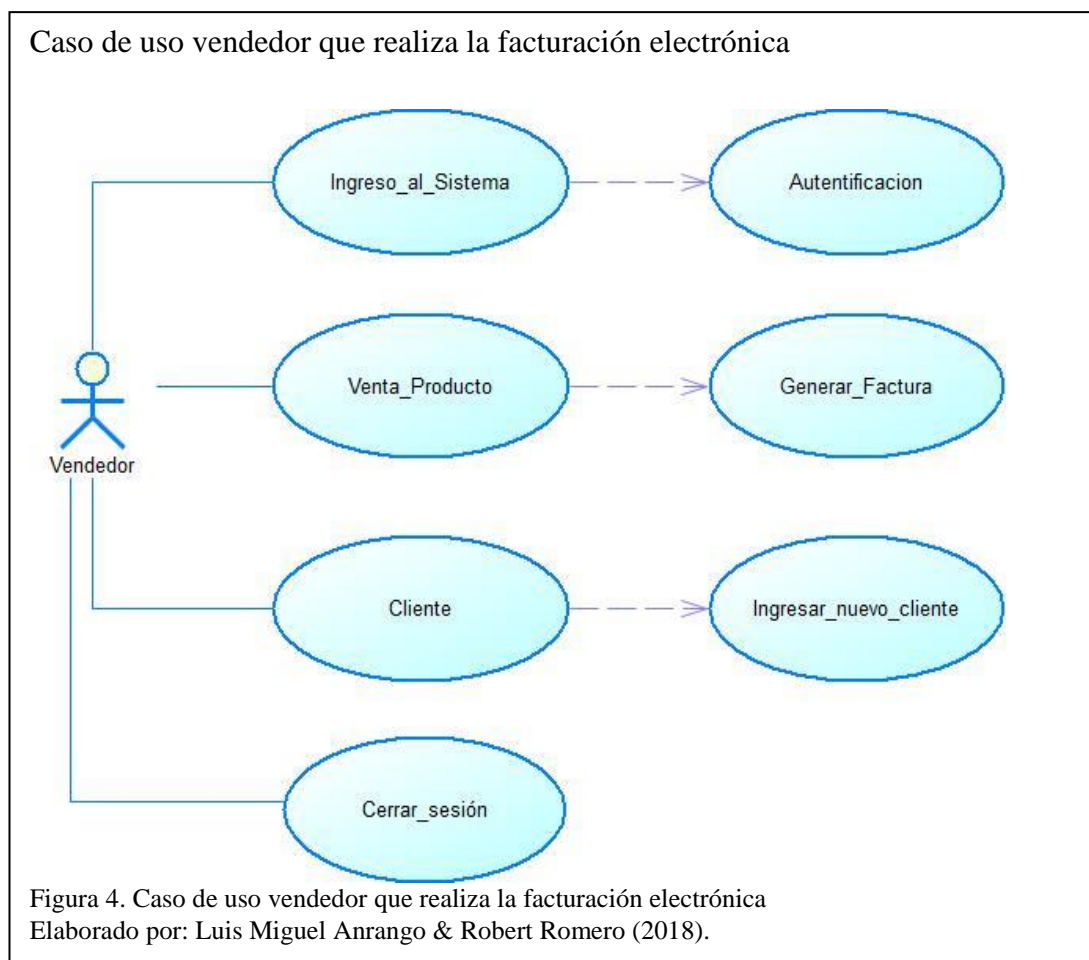 Caso de uso vendedor que realiza la facturación electrónica
Ingreso_al_Sistema
Autentificacion
Venta_Producto
Generar_Factura
Vendedor
Cliente
Ingresar_nuevo_cliente
Cerrar_sesión
Figura 4. Caso de uso vendedor que realiza la facturación electrónica
Elaborado por: Luis Miguel Anrango & Robert Romero (2018).